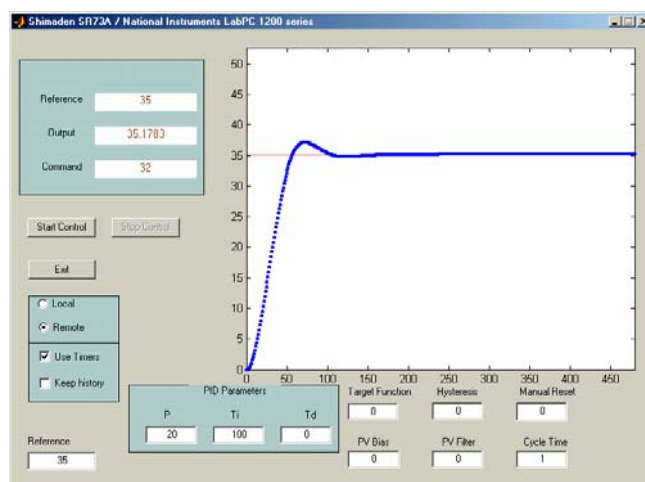 Shimaden SR73A / National Instruments LabPC 1200 series
Reference 35
Output 35.1783
Command 32
Start Control Stop Control
Exit
Local
Remote
Use Timers
Keep history
Reference
35
50
45
40
35
30
25
20
15
10
5
0
0 50 100 150 200 250 300 350 400 450
PID Parameters
P Ti Td
20 100 0
Target Function Hysteresis Manual Reset
0 0 0
PV Bias PV Filter Cycle Time
0 0 1